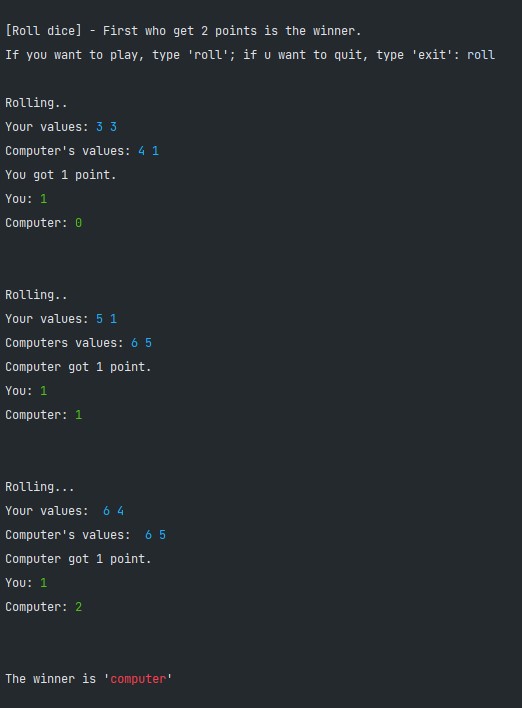 [Roll dice] - First who get 2 points is the winner.
If you want to play, type 'roll'; if u want to quit, type 'exit': roll
Rolling..
Your values: 3 3
Computer's values: 4 1
You got 1 point.
You: 1
Computer: 0
Rolling..
Your values: 5 1
Computers values: 6 5
Computer got 1 point.
You: 1
Computer: 1
Rolling...
Your values:  6 4
Computer's values:  6 5
Computer got 1 point.
You: 1
Computer: 2
The winner is 'computer'